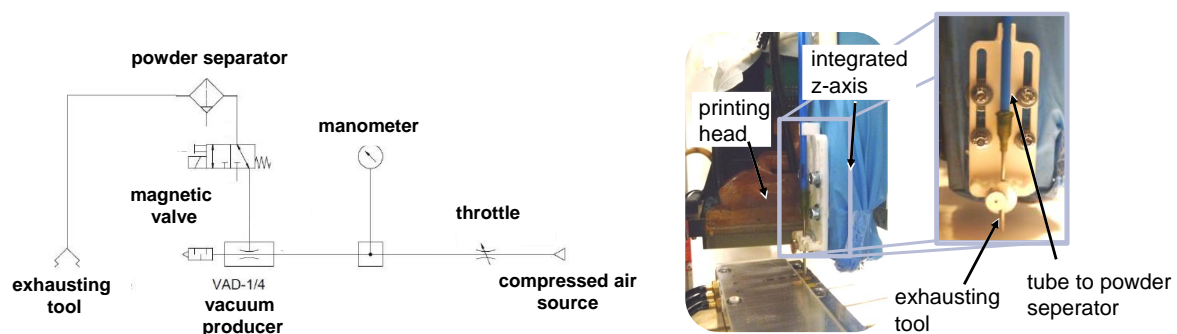 powder separator
manometer
magnetic
valve
throttle
exhausting
tool
VAD-1/4
vacuum
producer
compressed air
source
integrated
z-axis
printing
head
exhausting
tool
tube to powder
seperator